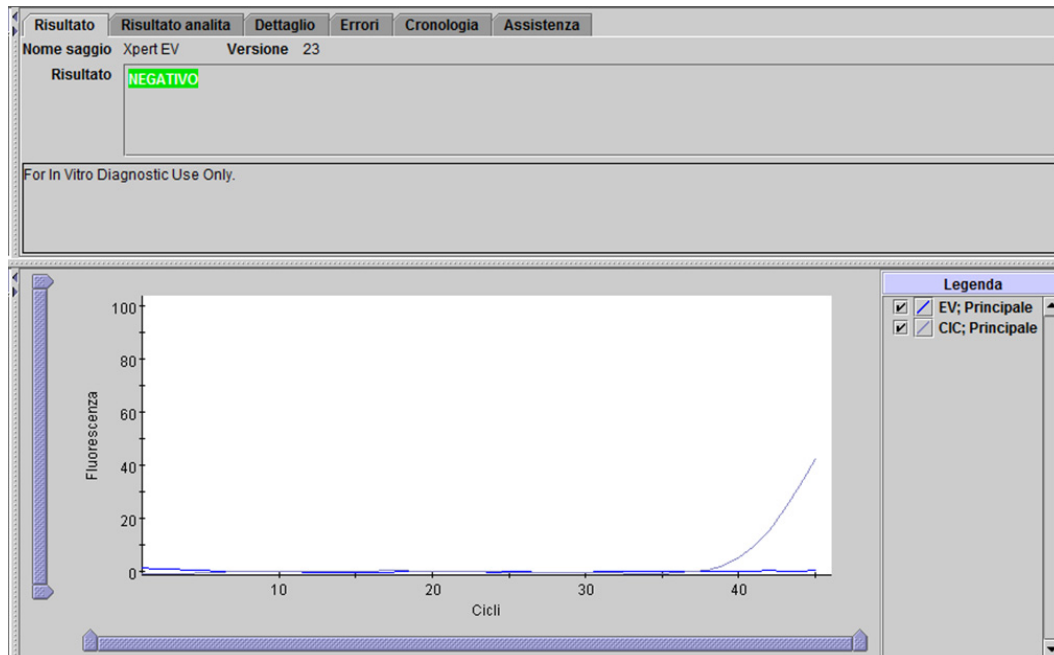 Risultato Risultato analita Dettaglio Errori Cronologia Assistenza
Nome saggio Xpert EV Versione 23
Risultato NEGATIVO
For In Vitro Diagnostic Use Only.
Legenda
EV; Principale
CIC; Principale
100
80
60
40
20
0
Fluorescenza
10 20 30 40
Cicli